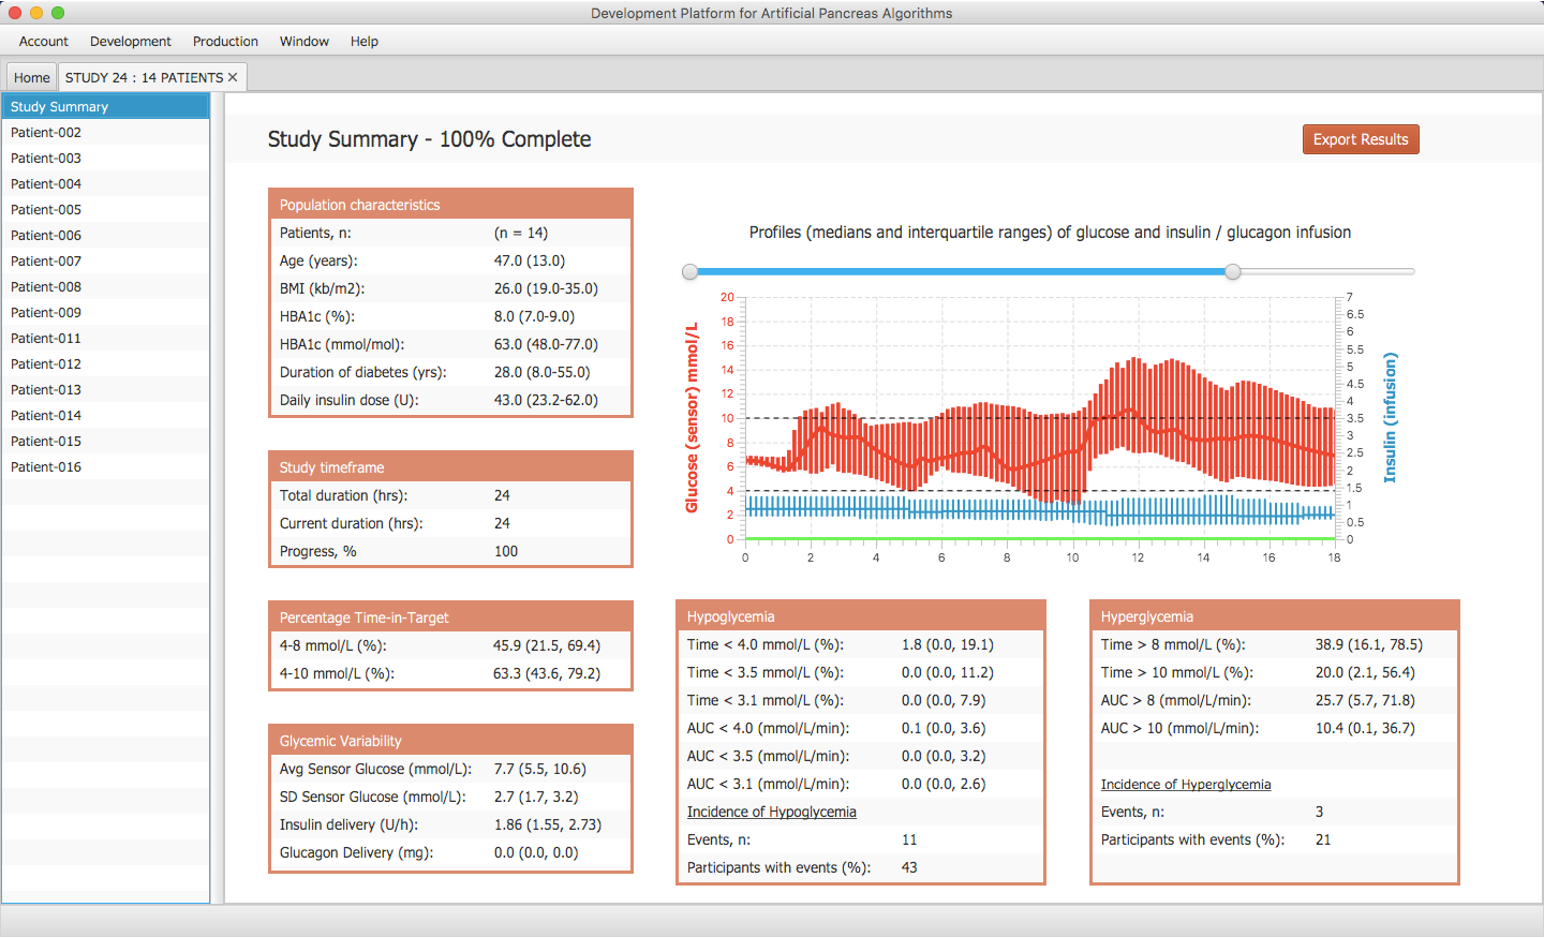 Development Platform for Artificial Pancreas Algorithms
Account Development Production Window Help
Home STUDY 24 : 14 PATIENTS ✕
Study Summary
Patient-002
Patient-003
Patient-004
Patient-005
Patient-006
Patient-007
Patient-008
Patient-009
Patient-011
Patient-012
Patient-013
Patient-014
Patient-015
Patient-016
Study Summary - 100% Complete
Export Results
Population characteristics
Patients, n: (n = 14)
Age (years): 47.0 (13.0)
BMI (kb/m2): 26.0 (19.0-35.0)
HBA1c (%): 8.0 (7.0-9.0)
HBA1c (mmol/mol): 63.0 (48.0-77.0)
Duration of diabetes (yrs): 28.0 (8.0-55.0)
Daily insulin dose (U): 43.0 (23.2-62.0)
Study timeframe
Total duration (hrs): 24
Current duration (hrs): 24
Progress, % 100
Percentage Time-in-Target
4-8 mmol/L (%): 45.9 (21.5, 69.4)
4-10 mmol/L (%): 63.3 (43.6, 79.2)
Glycemic Variability
Avg Sensor Glucose (mmol/L): 7.7 (5.5, 10.6)
SD Sensor Glucose (mmol/L): 2.7 (1.7, 3.2)
Insulin delivery (U/h): 1.86 (1.55, 2.73)
Glucagon Delivery (mg): 0.0 (0.0, 0.0)
Profiles (medians and interquartile ranges) of glucose and insulin / glucagon infusion
Glucose (sensor) mmol/L
20
18
16
14
12
10
8
6
4
2
0
0 2 4 6 8 10 12 14 16 18
7
6.5
6
5.5
5
4.5
4
3.5
3
2.5
2
1.5
1
0.5
0
Insulin (infusion)
Hypoglycemia
Time < 4.0 mmol/L (%): 1.8 (0.0, 19.1)
Time < 3.5 mmol/L (%): 0.0 (0.0, 11.2)
Time < 3.1 mmol/L (%): 0.0 (0.0, 7.9)
AUC < 4.0 (mmol/L/min): 0.1 (0.0, 3.6)
AUC < 3.5 (mmol/L/min): 0.0 (0.0, 3.2)
AUC < 3.1 (mmol/L/min): 0.0 (0.0, 2.6)
Incidence of Hypoglycemia
Events, n: 11
Participants with events (%): 43
Hyperglycemia
Time > 8 mmol/L (%): 38.9 (16.1, 78.5)
Time > 10 mmol/L (%): 20.0 (2.1, 56.4)
AUC > 8 (mmol/L/min): 25.7 (5.7, 71.8)
AUC > 10 (mmol/L/min): 10.4 (0.1, 36.7)
Incidence of Hyperglycemia
Events, n: 3
Participants with events (%): 21